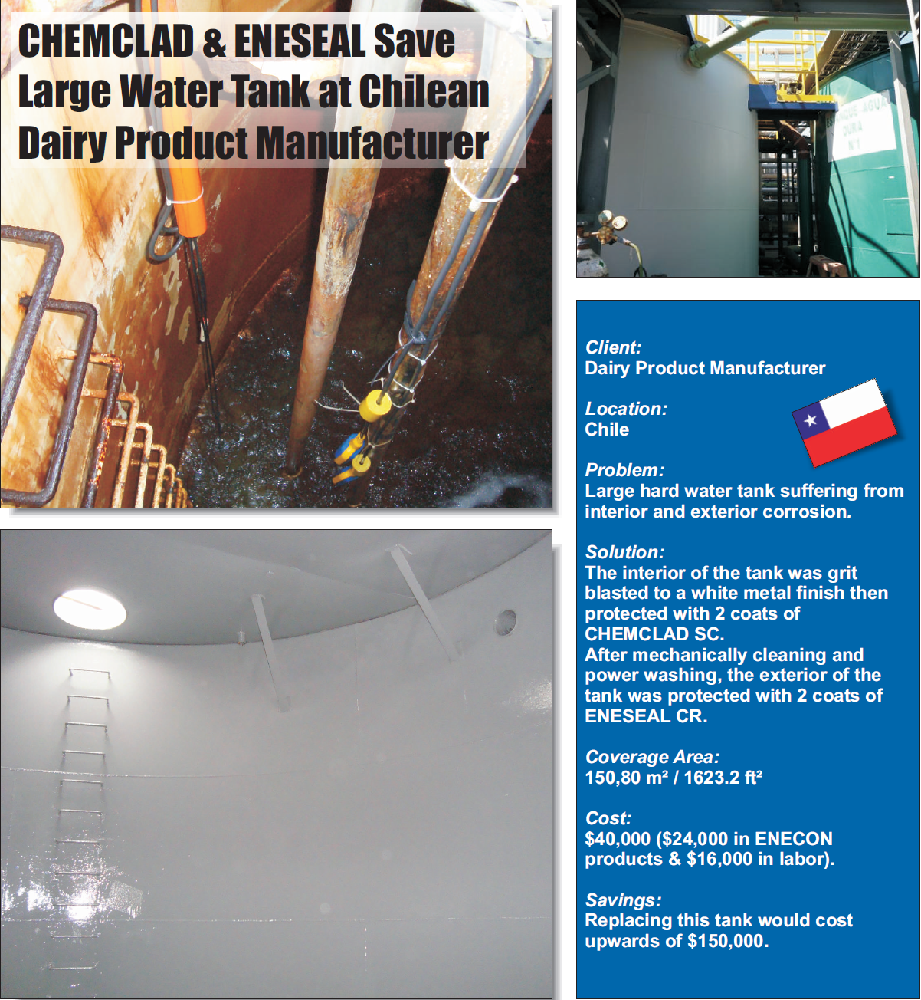 CHEMCLAD & ENESEAL Save
Large Water Tank at Chilean
Dairy Product Manufacturer
ESTANQUE AGUA
DURA
N°1
Client:
Dairy Product Manufacturer
Location:
Chile
Problem:
Large hard water tank suffering from
interior and exterior corrosion.
Solution:
The interior of the tank was grit
blasted to a white metal finish then
protected with 2 coats of
CHEMCLAD SC.
After mechanically cleaning and
power washing, the exterior of the
tank was protected with 2 coats of
ENESEAL CR.
Coverage Area:
150,80 m² / 1623.2 ft²
Cost:
$40,000 ($24,000 in ENECON
products & $16,000 in labor).
Savings:
Replacing this tank would cost
upwards of $150,000.